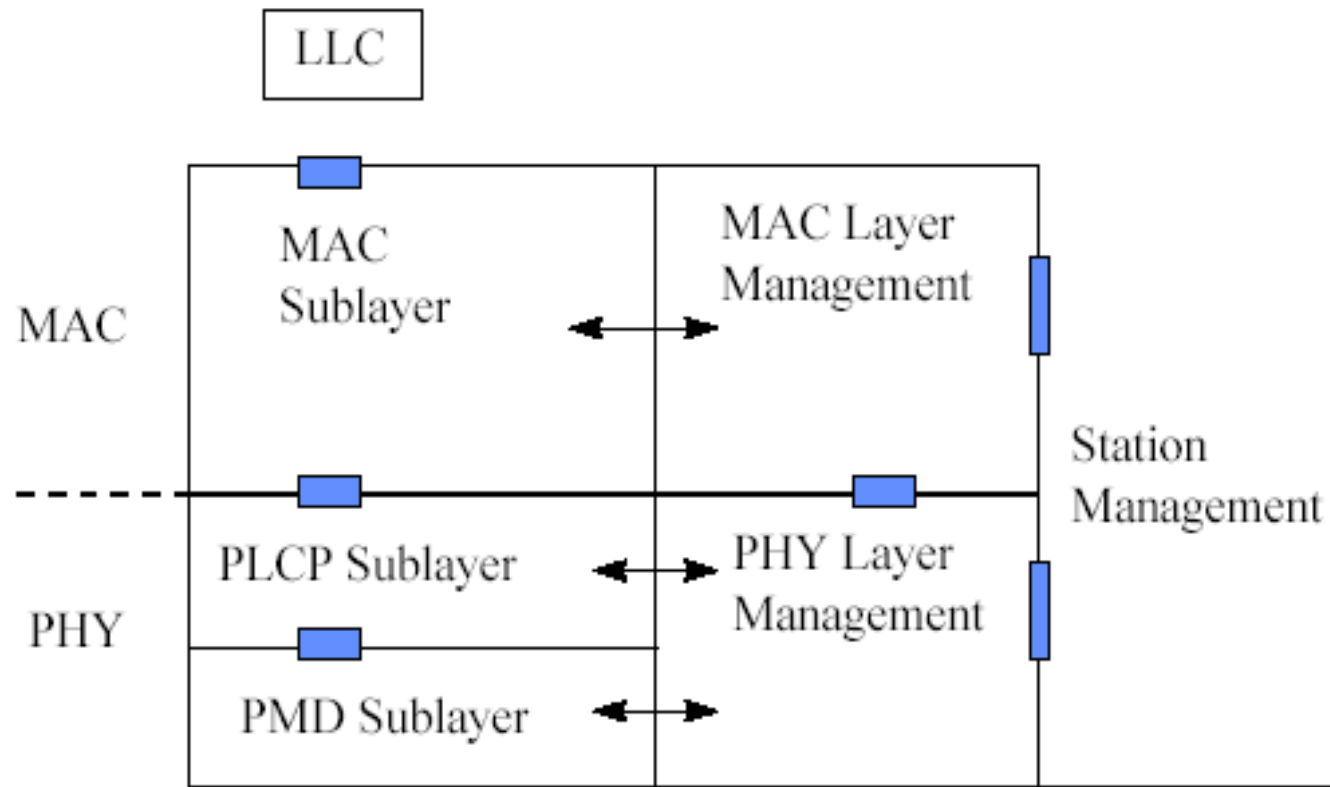 LLC
MAC
Sublayer
MAC Layer
Management
MAC
Station
Management
PLCP Sublayer
PHY Layer
Management
PHY
PMD Sublayer